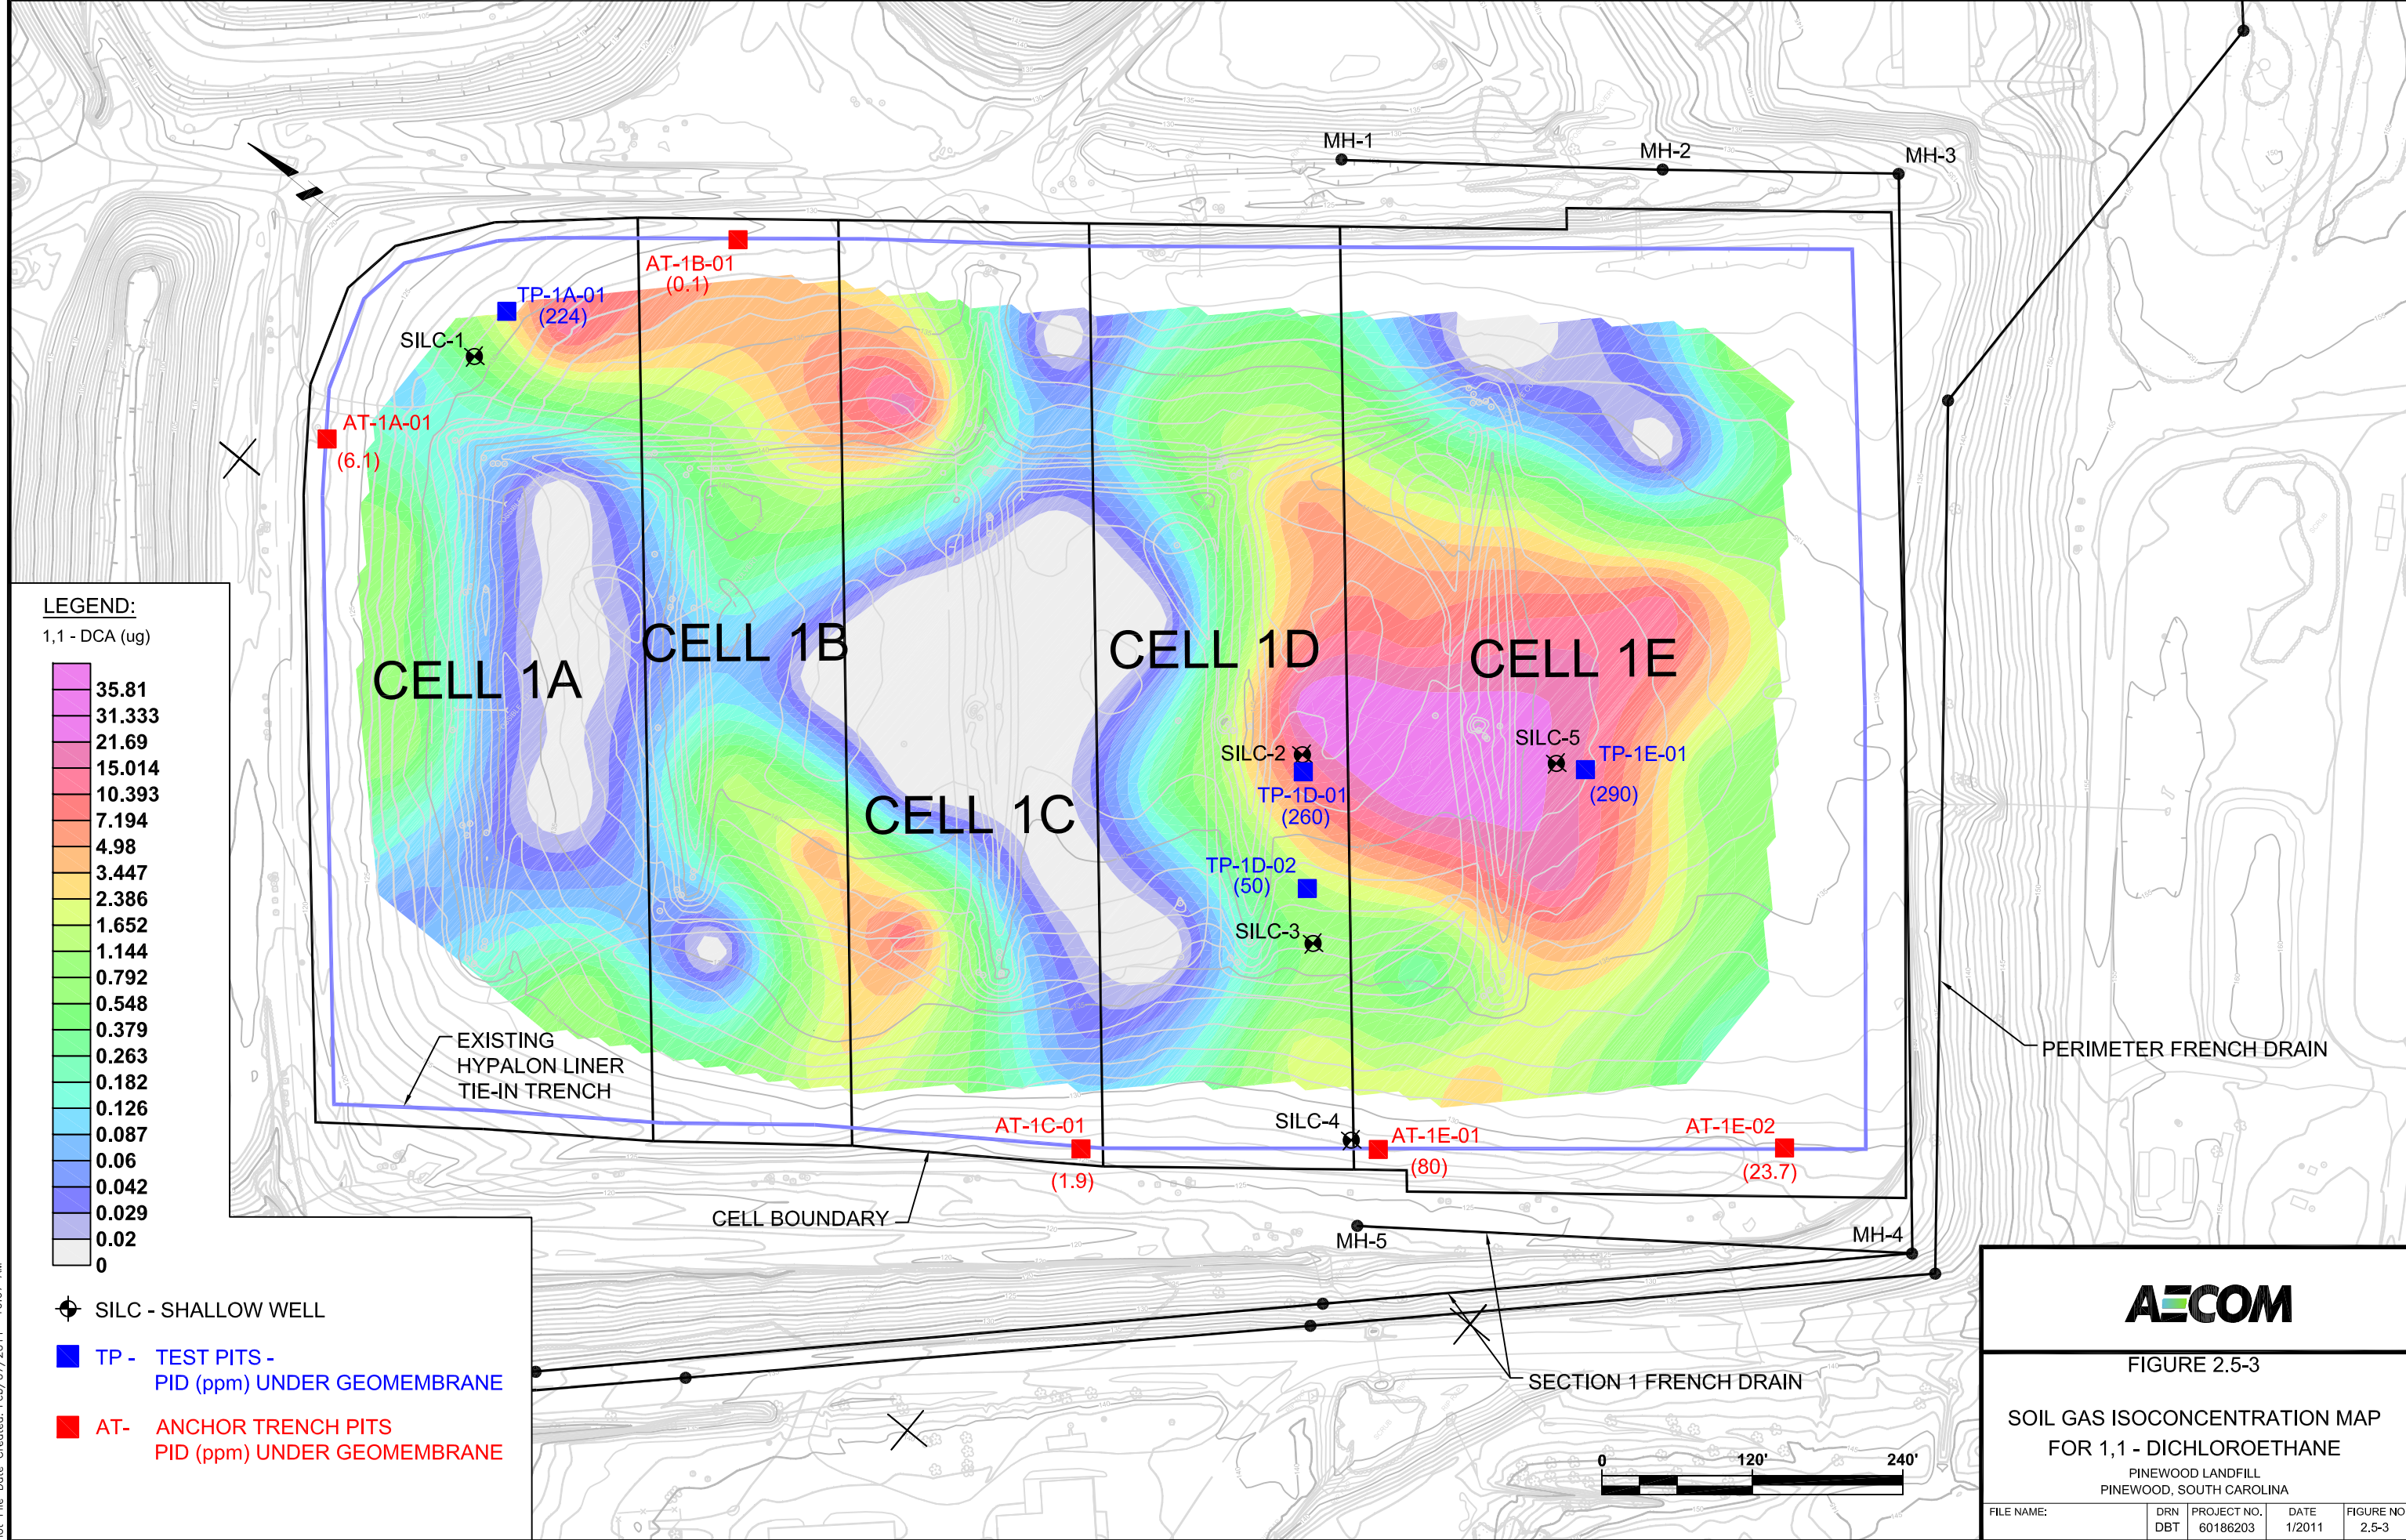 MH-1
MH-2
MH-3
AT-1B-01
(0.1)
TP-1A-01
(224)
SILC-1
AT-1A-01
(6.1)
LEGEND:
1,1 - DCA (ug)
35.81
31.333
21.69
15.014
10.393
7.194
4.98
3.447
2.386
1.652
1.144
0.792
0.548
0.379
0.263
0.182
0.126
0.087
0.06
0.042
0.029
0.02
0
CELL 1A
CELL 1B
CELL 1C
CELL 1D
CELL 1E
SILC-2
TP-1D-01
(260)
SILC-5
TP-1E-01
(290)
TP-1D-02
(50)
SILC-3
EXISTING
HYPALON LINER
TIE-IN TRENCH
PERIMETER FRENCH DRAIN
AT-1C-01
(1.9)
SILC-4
AT-1E-01
(80)
AT-1E-02
(23.7)
CELL BOUNDARY
MH-5
MH-4
SECTION 1 FRENCH DRAIN
SILC - SHALLOW WELL
TP - TEST PITS -
PID (ppm) UNDER GEOMEMBRANE
AT- ANCHOR TRENCH PITS
PID (ppm) UNDER GEOMEMBRANE
0 120' 240'
AECOM
FIGURE 2.5-3
SOIL GAS ISOCONCENTRATION MAP
FOR 1,1 - DICHLOROETHANE
PINEWOOD LANDFILL
PINEWOOD, SOUTH CAROLINA
FILE NAME:
DRN
DBT
PROJECT NO.
60186203
DATE
1/2011
FIGURE NO
2.5-3